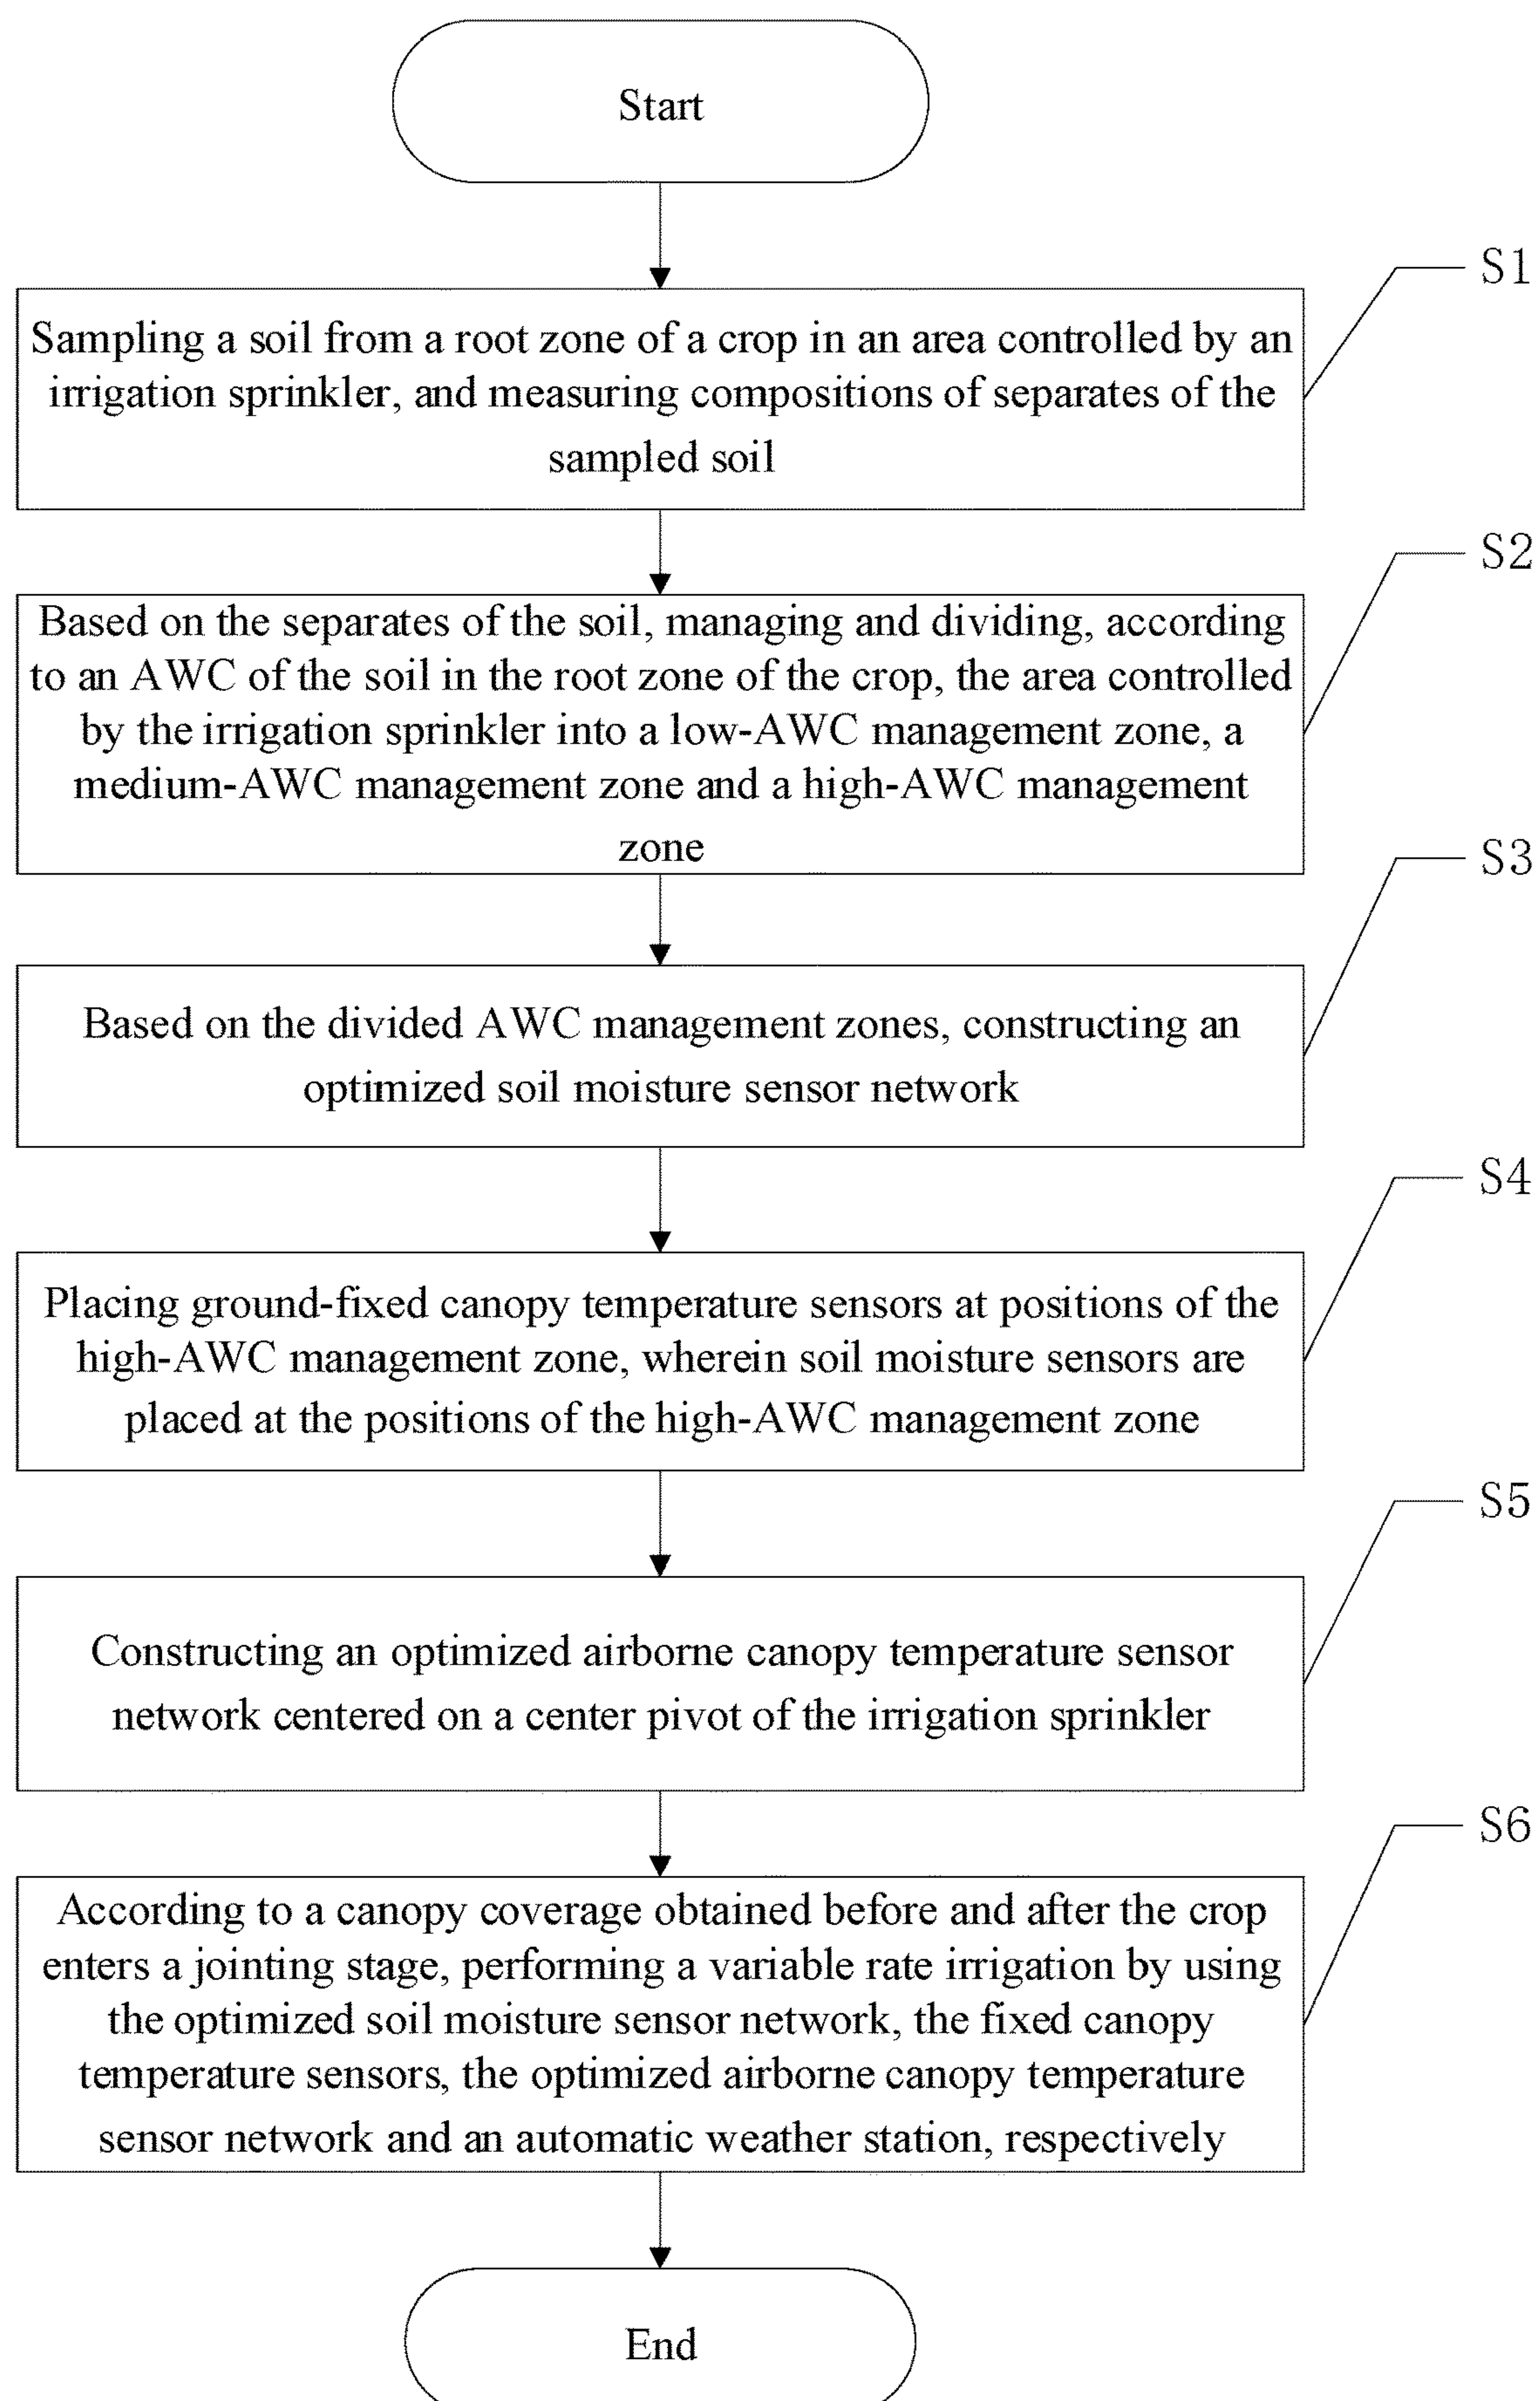 Start
S1
Sampling a soil from a root zone of a crop in an area controlled by an
irrigation sprinkler, and measuring compositions of separates of the
sampled soil
S2
Based on the separates of the soil, managing and dividing, according
to an AWC of the soil in the root zone of the crop, the area controlled
by the irrigation sprinkler into a low-AWC management zone, a
medium-AWC management zone and a high-AWC management
zone
S3
Based on the divided AWC management zones, constructing an
optimized soil moisture sensor network
S4
Placing ground-fixed canopy temperature sensors at positions of the
high-AWC management zone, wherein soil moisture sensors are
placed at the positions of the high-AWC management zone
S5
Constructing an optimized airborne canopy temperature sensor
network centered on a center pivot of the irrigation sprinkler
S6
According to a canopy coverage obtained before and after the crop
enters a jointing stage, performing a variable rate irrigation by using
the optimized soil moisture sensor network, the fixed canopy
temperature sensors, the optimized airborne canopy temperature
sensor network and an automatic weather station, respectively
End